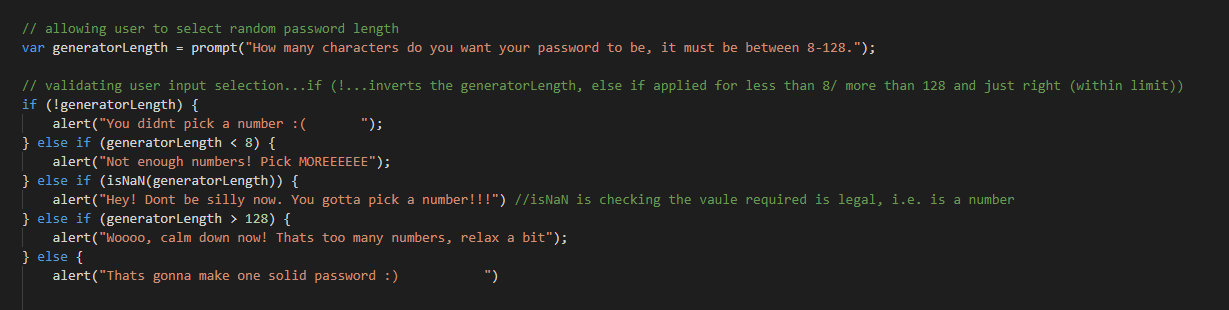 // allowing user to select random password length
var generatorLength = prompt("How many characters do you want your password to be, it must be between 8-128.");
// validating user input selection...if (!...inverts the generatorLength, else if applied for less than 8/ more than 128 and just right (within limit))
if (!generatorLength) {
alert("You didnt pick a number :(       ");
} else if (generatorLength < 8) {
alert("Not enough numbers! Pick MOREEEEEE");
} else if (isNaN(generatorLength)) {
alert("Hey! Dont be silly now. You gotta pick a number!!!") //isNaN is checking the vaule required is legal, i.e. is a number
} else if (generatorLength > 128) {
alert("Woooo, calm down now! Thats too many numbers, relax a bit");
} else {
alert("Thats gonna make one solid password :)           ")